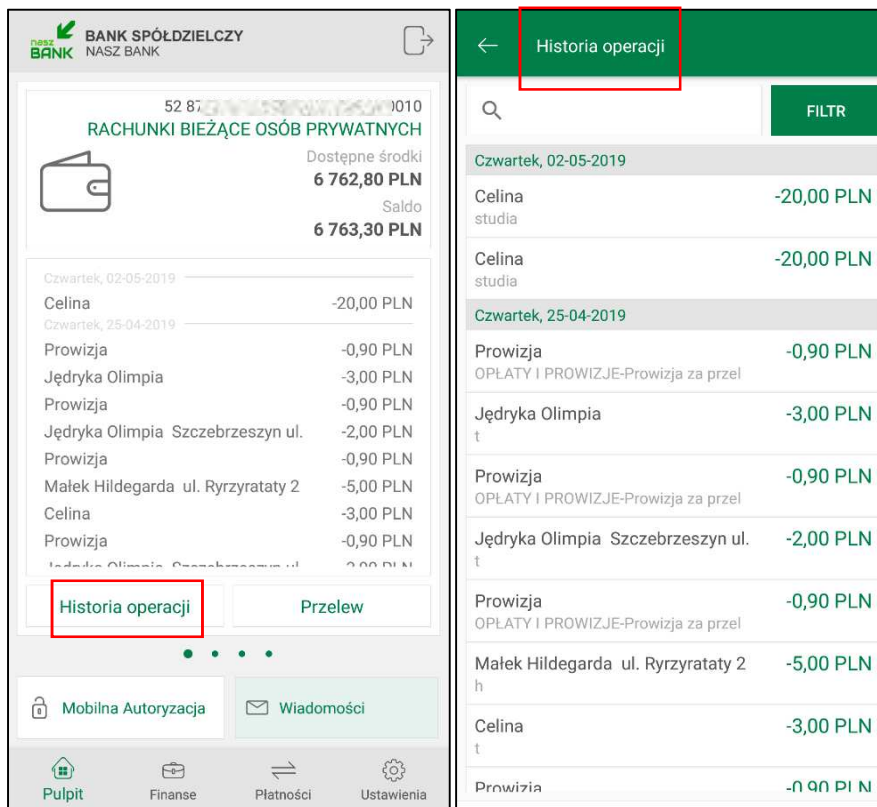 nasz
BANK
BANK SPÓŁDZIELCZY
NASZ BANK
52 87 0010
RACHUNKI BIEŻĄCE OSÓB PRYWATNYCH
Dostępne środki
6 762,80 PLN
Saldo
6 763,30 PLN
Czwartek, 02-05-2019
Celina -20,00 PLN
Czwartek, 25-04-2019
Prowizja -0,90 PLN
Jędryka Olimpia -3,00 PLN
Prowizja -0,90 PLN
Jędryka Olimpia Szczebrzeszyn ul. -2,00 PLN
Prowizja -0,90 PLN
Małek Hildegarda ul. Ryrzyrataty 2 -5,00 PLN
Celina -3,00 PLN
Prowizja -0,90 PLN
Historia operacji Przelew
Mobilna Autoryzacja Wiadomości
Pulpit Finanse Płatności Ustawienia
Historia operacji
FILTR
Czwartek, 02-05-2019
Celina -20,00 PLN
studia
Celina -20,00 PLN
studia
Czwartek, 25-04-2019
Prowizja -0,90 PLN
OPŁATY I PROWIZJE-Prowizja za przel
Jędryka Olimpia -3,00 PLN
t
Prowizja -0,90 PLN
OPŁATY I PROWIZJE-Prowizja za przel
Jędryka Olimpia Szczebrzeszyn ul. -2,00 PLN
t
Prowizja -0,90 PLN
OPŁATY I PROWIZJE-Prowizja za przel
Małek Hildegarda ul. Ryrzyrataty 2 -5,00 PLN
h
Celina -3,00 PLN
t
Prowizja -0,90 PLN